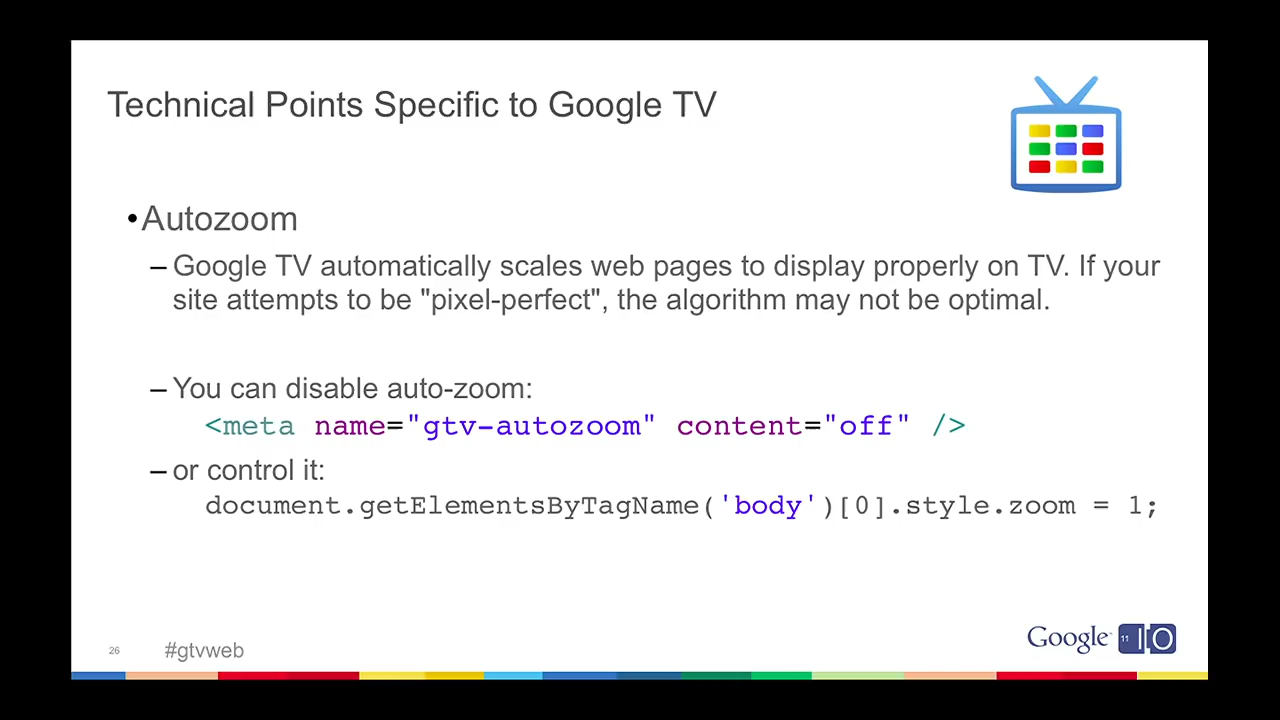 Technical Points Specific to Google TV
•Autozoom
– Google TV automatically scales web pages to display properly on TV. If your
site attempts to be "pixel-perfect", the algorithm may not be optimal.
– You can disable auto-zoom:
<meta name="gtv-autozoom" content="off" />
– or control it:
document.getElementsByTagName('body')[0].style.zoom = 1;
26 #gtvweb
Google 11 IO